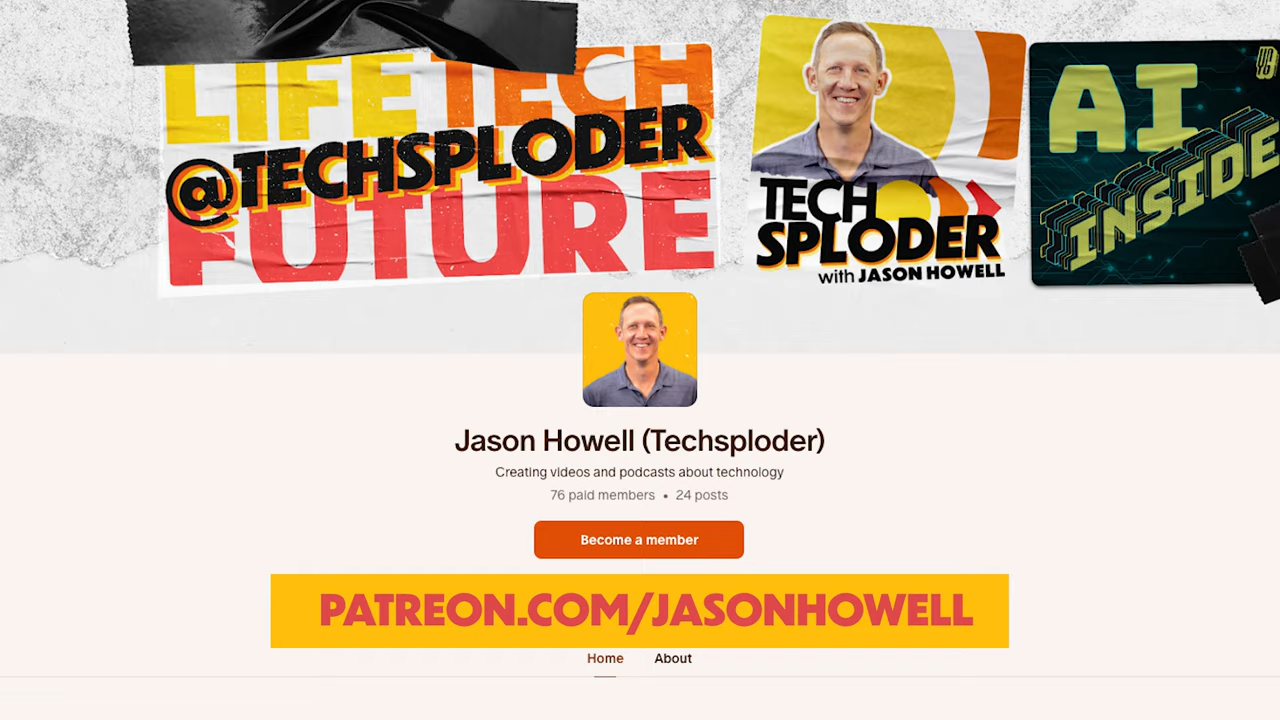 LIFE TECH
@TECHSPLODER
FUTURE
TECH
SPLODER
with JASON HOWELL
AI
INSIDE
Jason Howell (Techsploder)
Creating videos and podcasts about technology
76 paid members • 24 posts
Become a member
PATREON.COM/JASONHOWELL
Home About